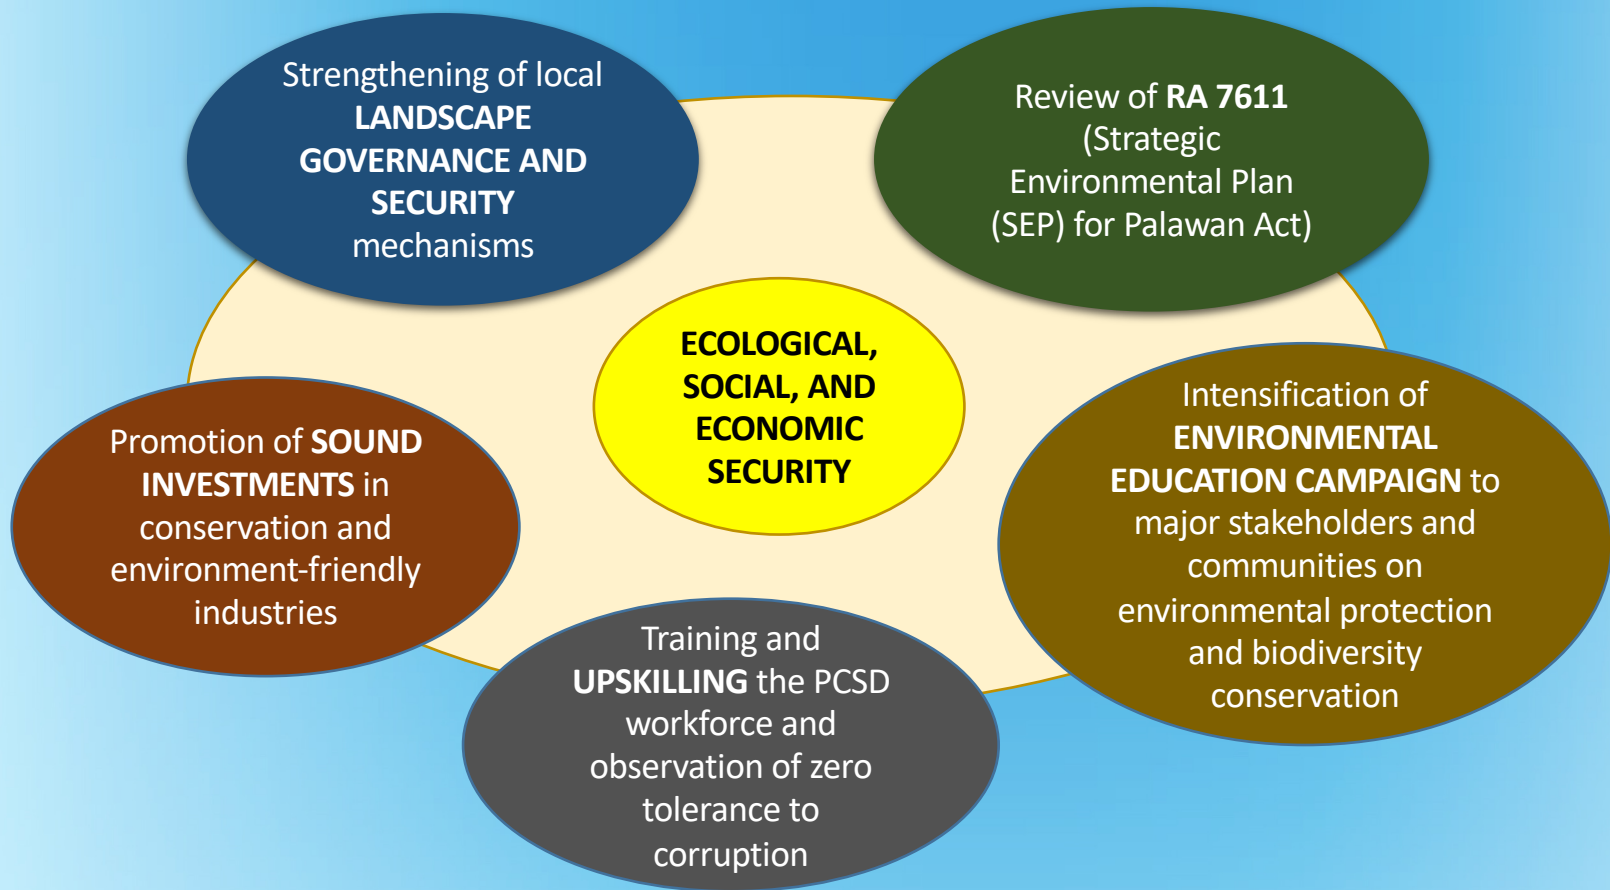 Strengthening of local
LANDSCAPE
GOVERNANCE AND
SECURITY
mechanisms
Review of RA 7611
(Strategic
Environmental Plan
(SEP) for Palawan Act)
ECOLOGICAL,
SOCIAL, AND
ECONOMIC
SECURITY
Promotion of SOUND
INVESTMENTS in
conservation and
environment-friendly
industries
Intensification of
ENVIRONMENTAL
EDUCATION CAMPAIGN to
major stakeholders and
communities on
environmental protection
and biodiversity
conservation
Training and
UPSKILLING the PCSD
workforce and
observation of zero
tolerance to
corruption